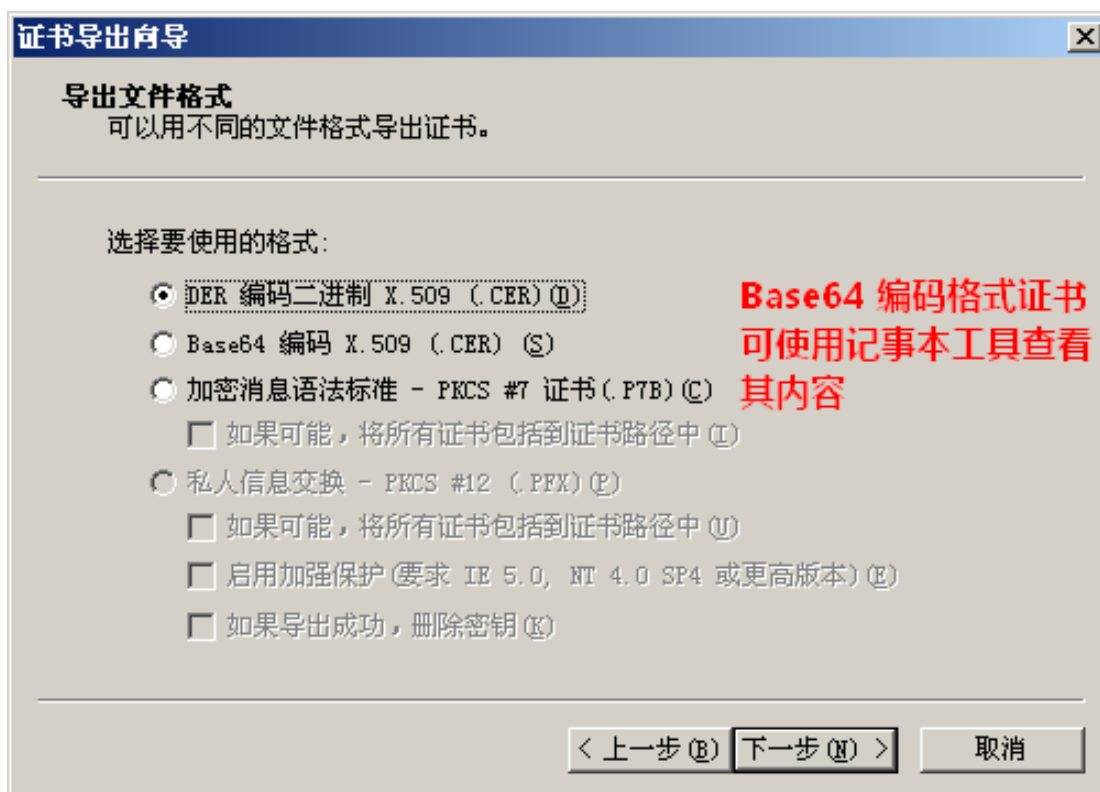 证书导出向导
导出文件格式
可以用不同的文件格式导出证书。
选择要使用的格式:
DER 编码二进制 X.509 (.CER)(D)
Base64 编码 X.509 (.CER) (S)
加密消息语法标准 - PKCS #7 证书(.P7B)(C)
如果可能，将所有证书包括到证书路径中(I)
私人信息交换 - PKCS #12 (.PFX)(P)
如果可能，将所有证书包括到证书路径中(U)
启用加强保护(要求 IE 5.0, NT 4.0 SP4 或更高版本)(E)
如果导出成功，删除密钥(K)
Base64 编码格式证书
可使用记事本工具查看
其内容
< 上一步(B) 下一步(N) > 取消